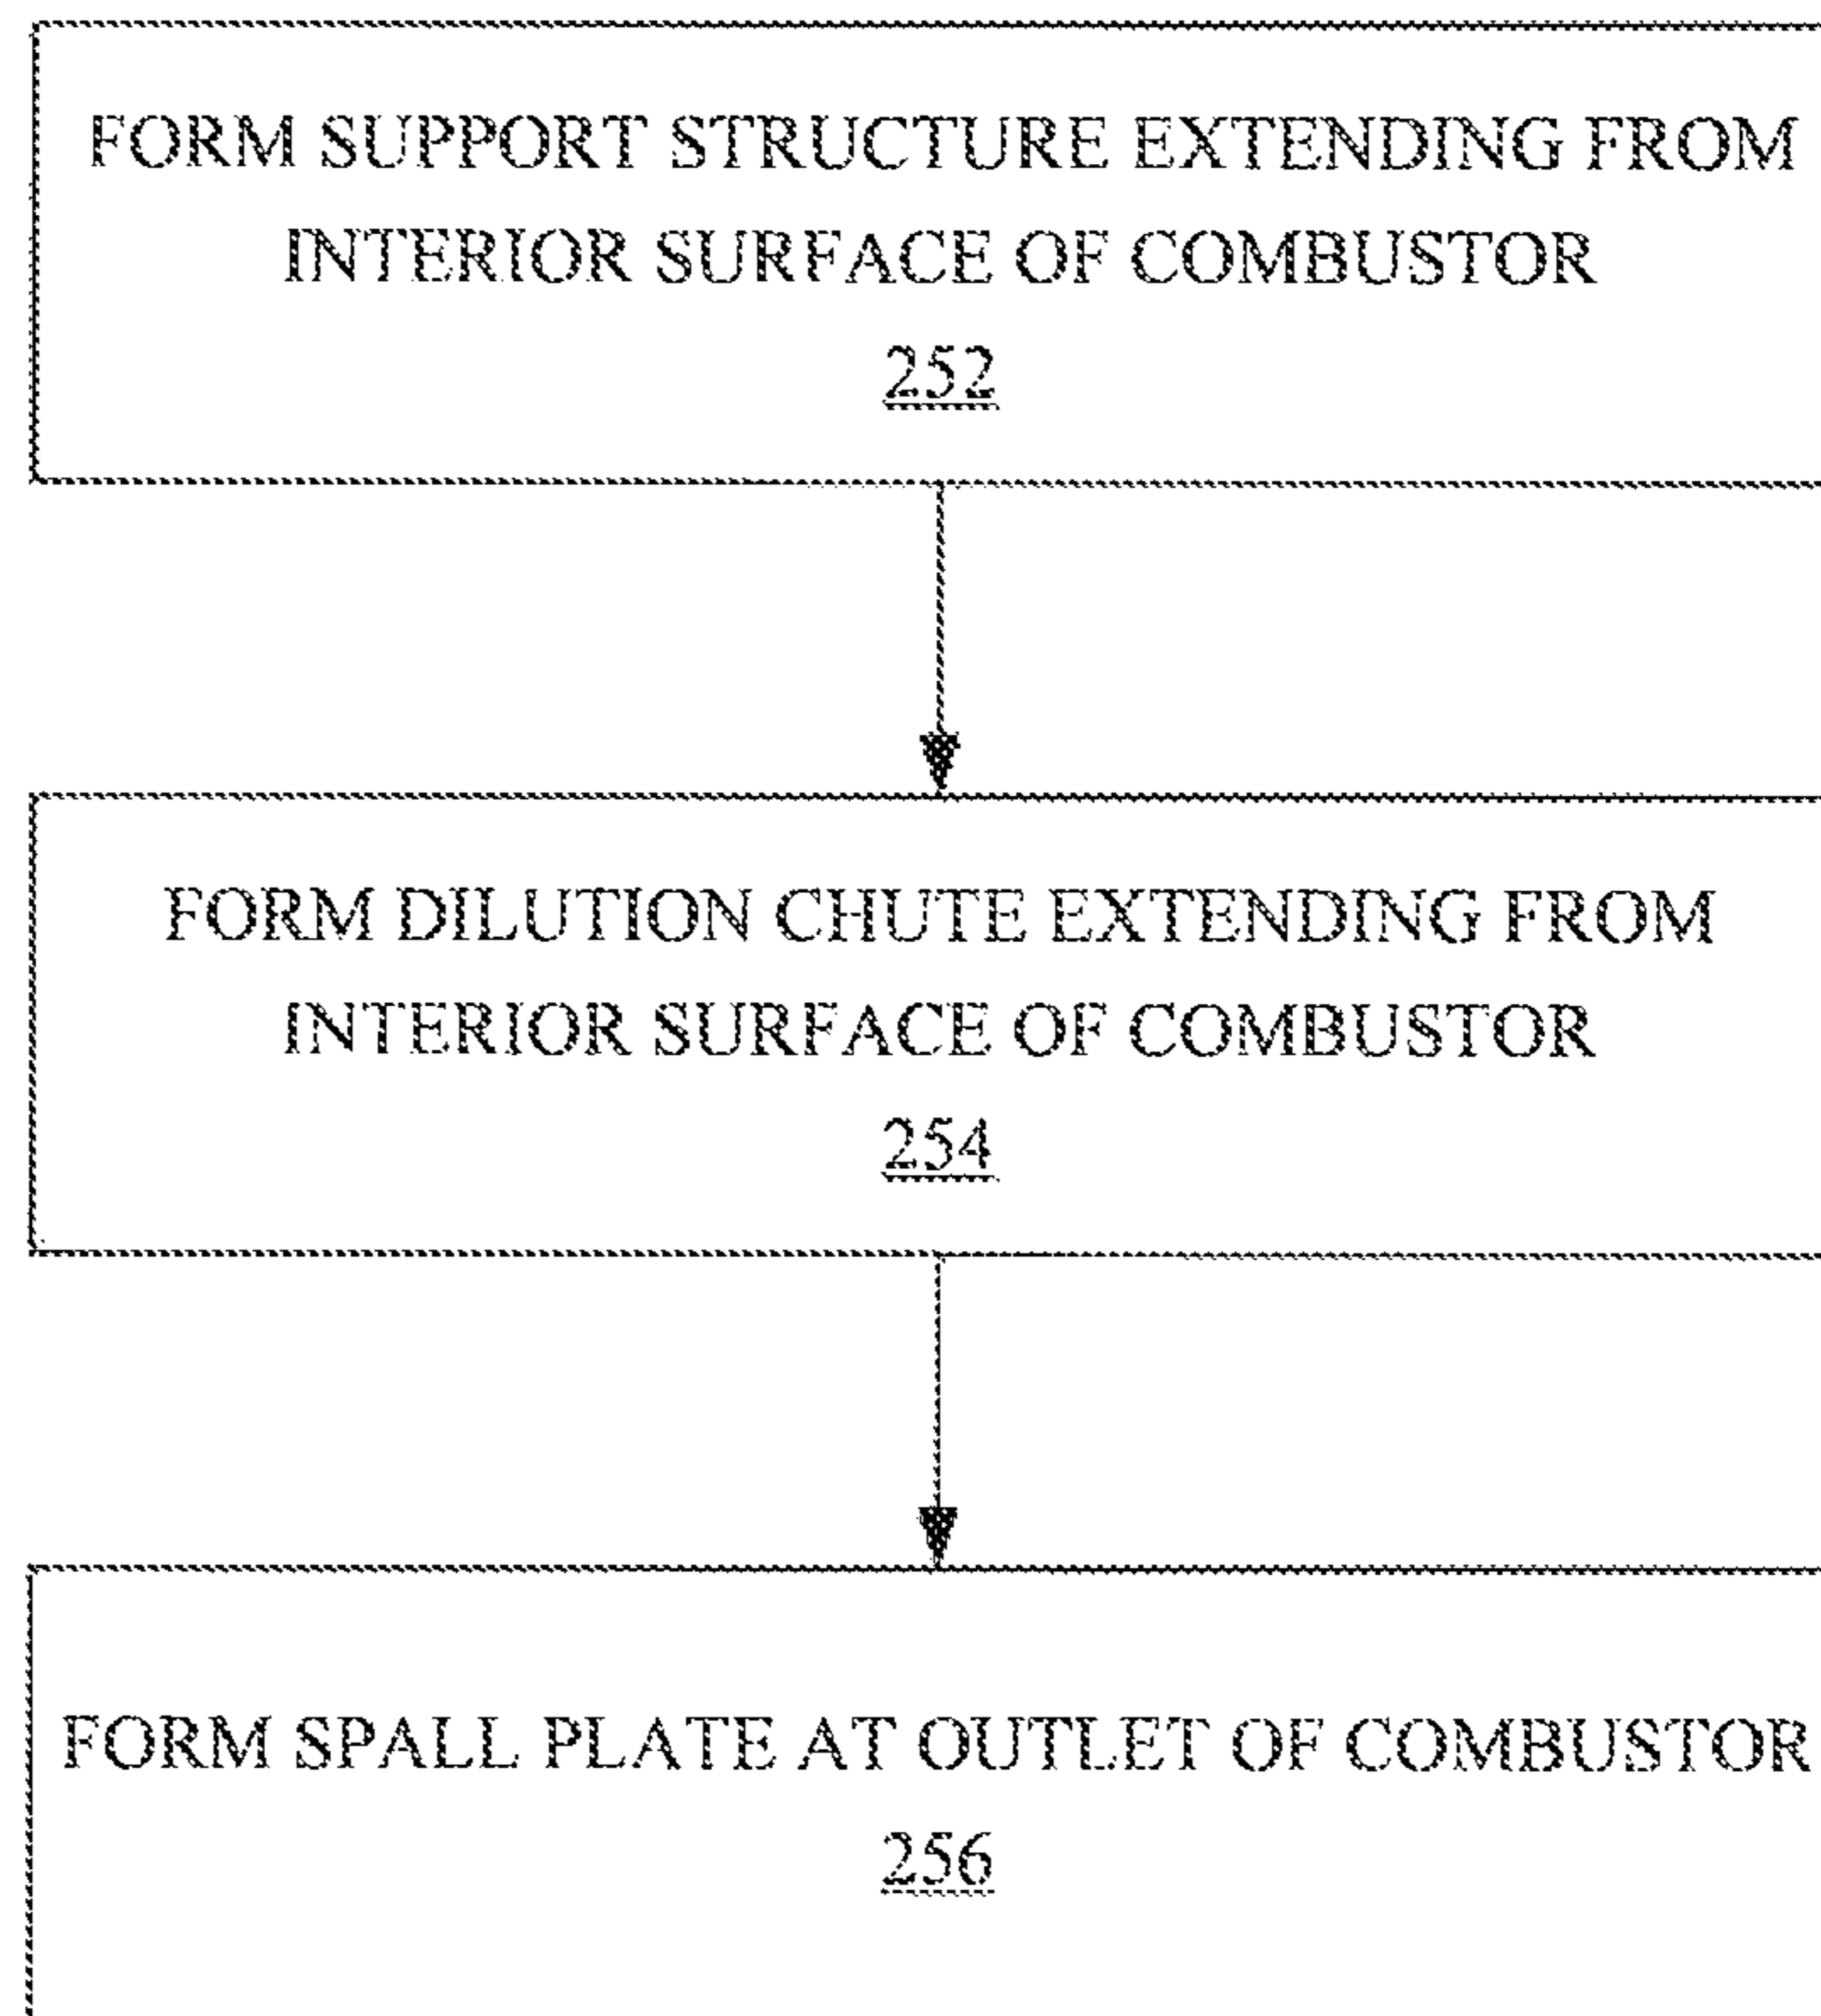 FORM SUPPORT STRUCTURE EXTENDING FROM
INTERIOR SURFACE OF COMBUSTOR
252
FORM DILUTION CHUTE EXTENDING FROM
INTERIOR SURFACE OF COMBUSTOR
254
FORM SPALL PLATE AT OUTLET OF COMBUSTOR
256